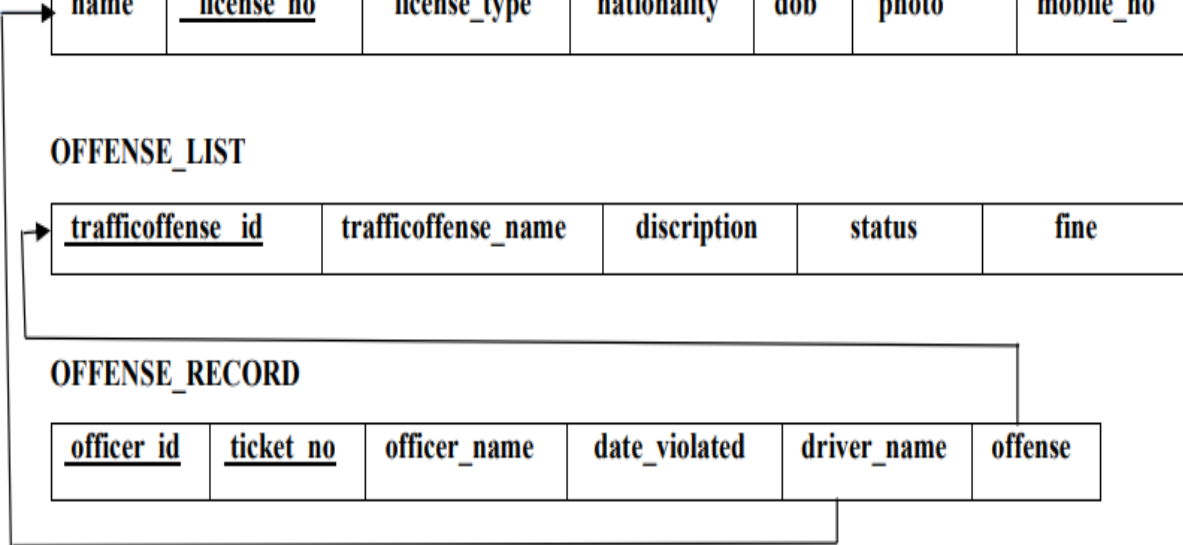 name license_no license_type nationality dob photo mobile_no
OFFENSE_LIST
trafficoffense_id trafficoffense_name discription status fine
OFFENSE_RECORD
officer_id ticket_no officer_name date_violated driver_name offense